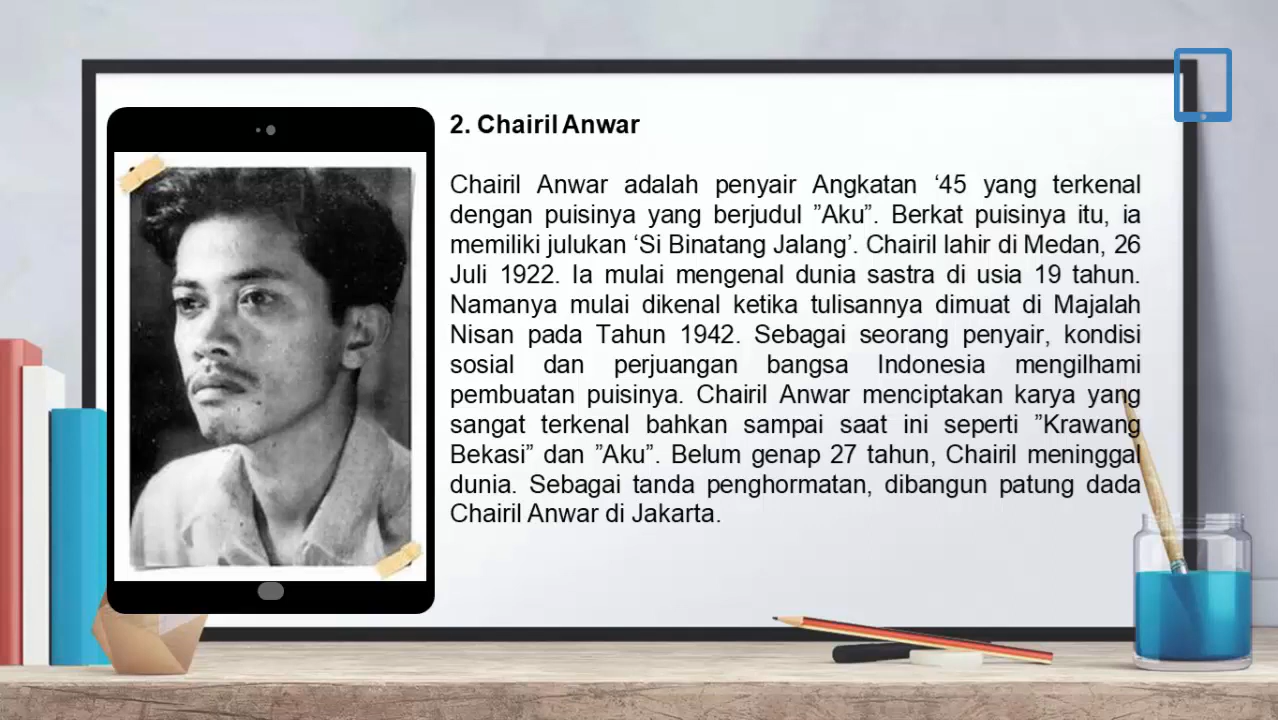 2. Chairil Anwar
Chairil Anwar adalah penyair Angkatan ‘45 yang terkenal
dengan puisinya yang berjudul ”Aku”. Berkat puisinya itu, ia
memiliki julukan ‘Si Binatang Jalang’. Chairil lahir di Medan, 26
Juli 1922. Ia mulai mengenal dunia sastra di usia 19 tahun.
Namanya mulai dikenal ketika tulisannya dimuat di Majalah
Nisan pada Tahun 1942. Sebagai seorang penyair, kondisi
sosial dan perjuangan bangsa Indonesia mengilhami
pembuatan puisinya. Chairil Anwar menciptakan karya yang
sangat terkenal bahkan sampai saat ini seperti ”Krawang
Bekasi” dan ”Aku”. Belum genap 27 tahun, Chairil meninggal
dunia. Sebagai tanda penghormatan, dibangun patung dada
Chairil Anwar di Jakarta.